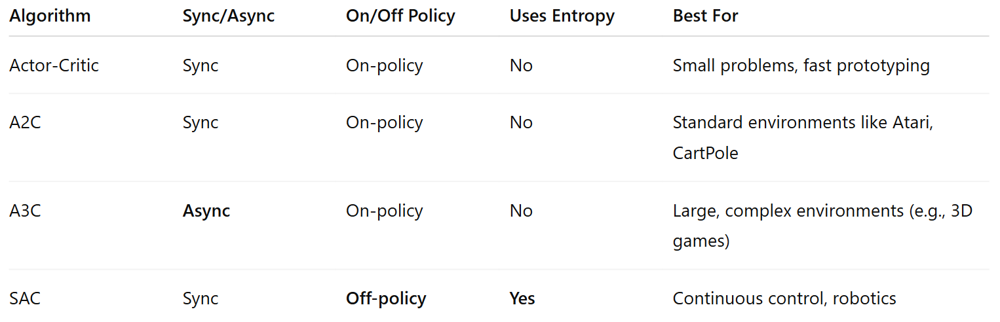 Algorithm Sync/Async On/Off Policy Uses Entropy Best For
Actor-Critic Sync On-policy No Small problems, fast prototyping
A2C Sync On-policy No Standard environments like Atari,
CartPole
A3C Async On-policy No Large, complex environments (e.g., 3D
games)
SAC Sync Off-policy Yes Continuous control, robotics